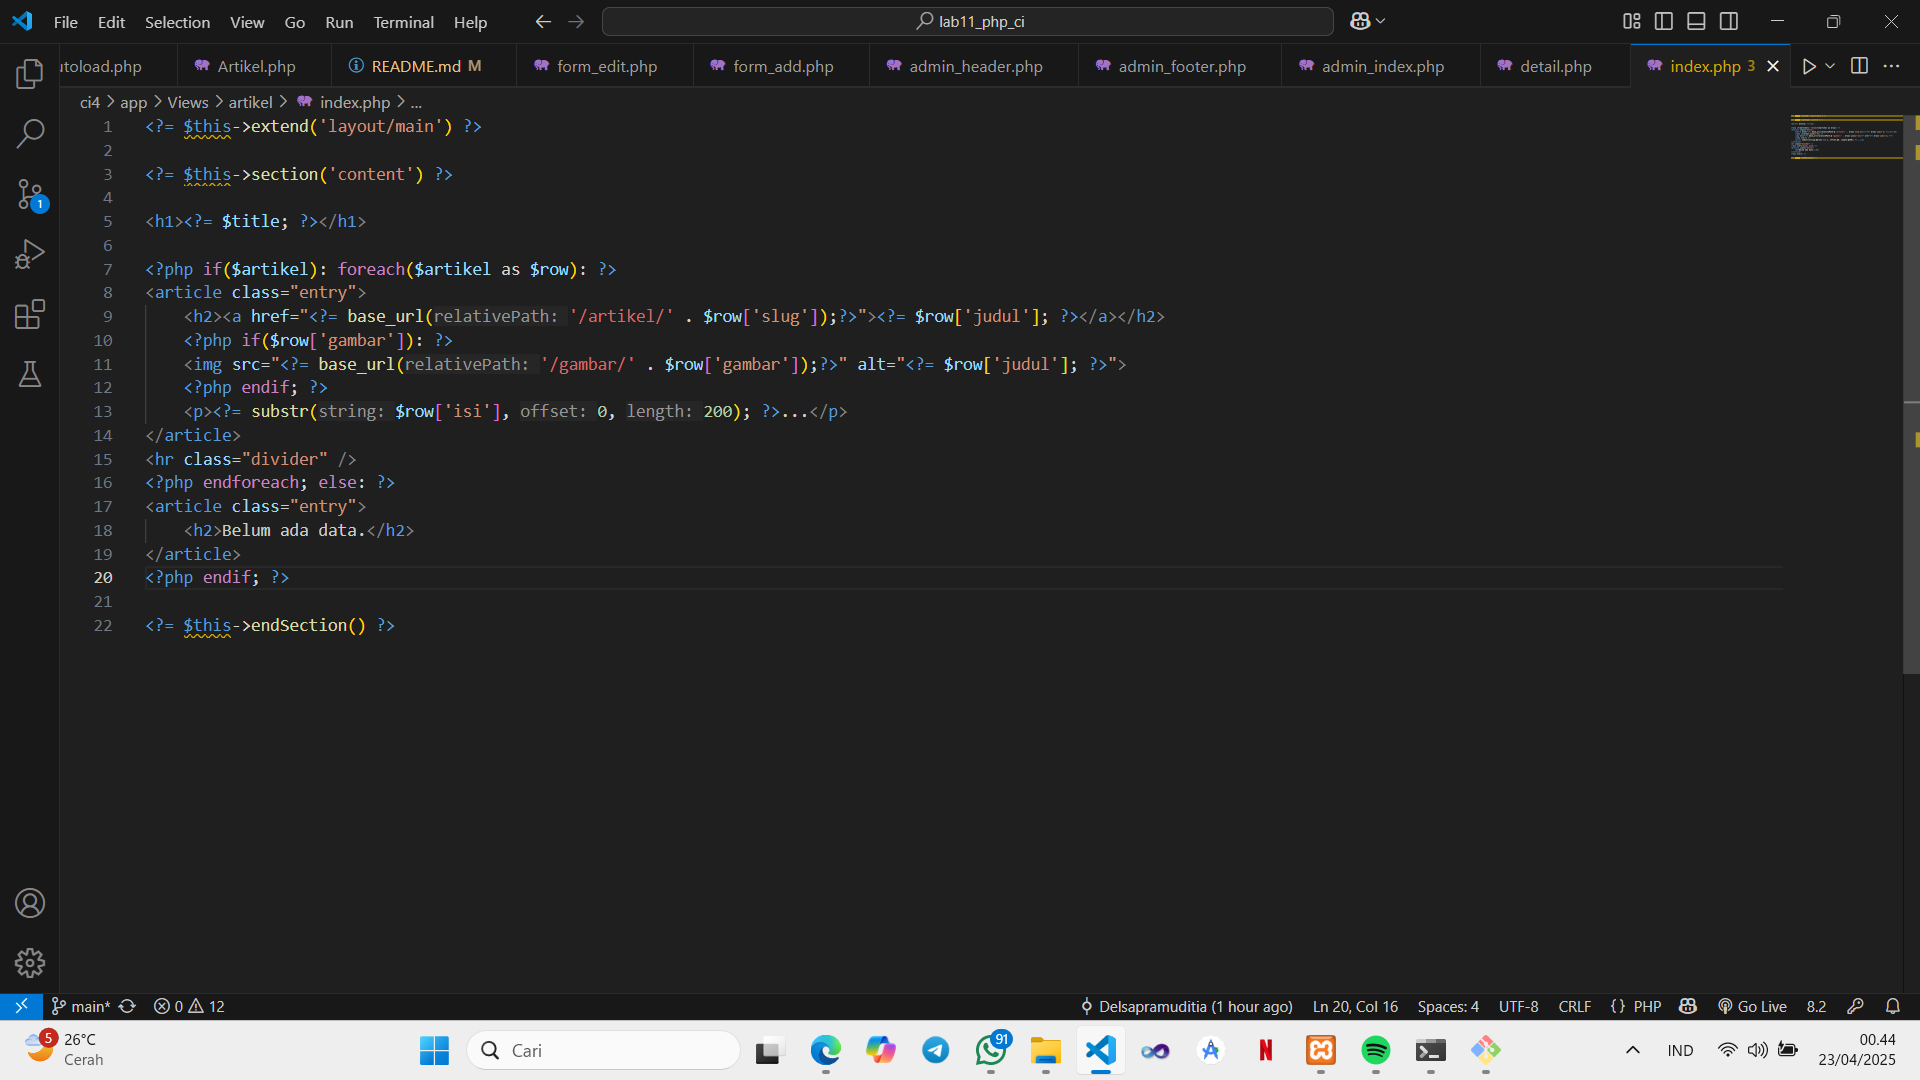 File Edit Selection View Go Run Terminal Help
lab11_php_ci
utoload.php Artikel.php README.md M form_edit.php form_add.php admin_header.php admin_footer.php admin_index.php detail.php index.php 3
ci4 > app > Views > artikel > index.php > ...
1 <?= $this->extend('layout/main') ?>
2
3 <?= $this->section('content') ?>
4
5 <h1><?= $title; ?></h1>
6
7 <?php if($artikel): foreach($artikel as $row): ?>
8 <article class="entry">
9 <h2><a href="<?= base_url(relativePath: '/artikel/' . $row['slug']);?>"><?= $row['judul']; ?></a></h2>
10 <?php if($row['gambar']): ?>
11 <img src="<?= base_url(relativePath: '/gambar/' . $row['gambar']);?>" alt="<?= $row['judul']; ?>">
12 <?php endif; ?>
13 <p><?= substr(string: $row['isi'], offset: 0, length: 200); ?>...</p>
14 </article>
15 <hr class="divider" />
16 <?php endforeach; else: ?>
17 <article class="entry">
18 <h2>Belum ada data.</h2>
19 </article>
20 <?php endif; ?>
21
22 <?= $this->endSection() ?>
1
main* 0 12 Delsapramuditia (1 hour ago) Ln 20, Col 16 Spaces: 4 UTF-8 CRLF {} PHP Go Live 8.2
5 26°C
Cerah
Cari
91
N
IND
00.44
23/04/2025